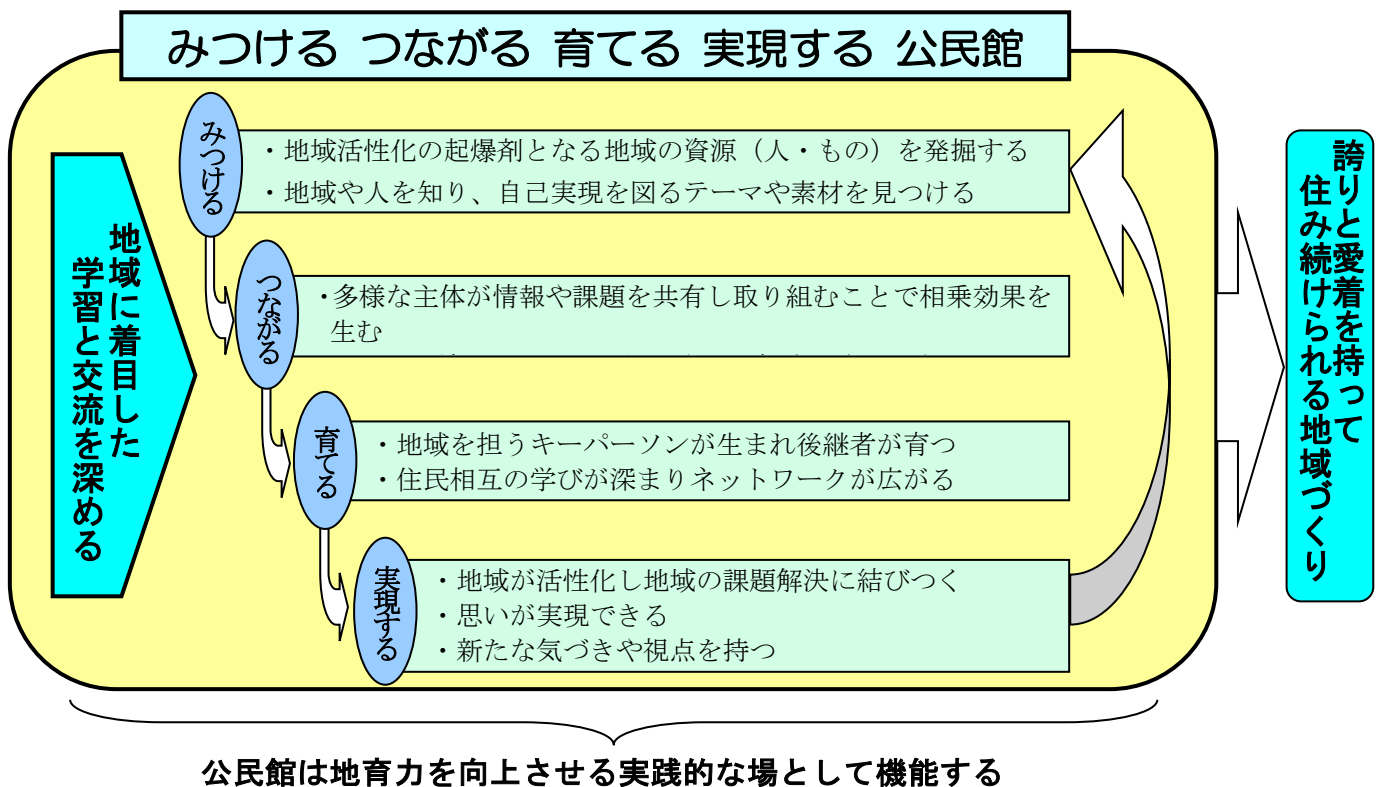 みつける つながる 育てる 実現する 公民館
地域に着目した
学習と交流を深める
みつける
・地域活性化の起爆剤となる地域の資源（人・もの）を発掘する
・地域や人を知り、自己実現を図るテーマや素材を見つける
つながる
・多様な主体が情報や課題を共有し取り組むことで相乗効果を
生む
育てる
・地域を担うキーパーソンが生まれ後継者が育つ
・住民相互の学びが深まりネットワークが広がる
実現する
・地域が活性化し地域の課題解決に結びつく
・思いが実現できる
・新たな気づきや視点を持つ
誇りと愛着を持って
住み続けられる地域づくり
公民館は地育力を向上させる実践的な場として機能する